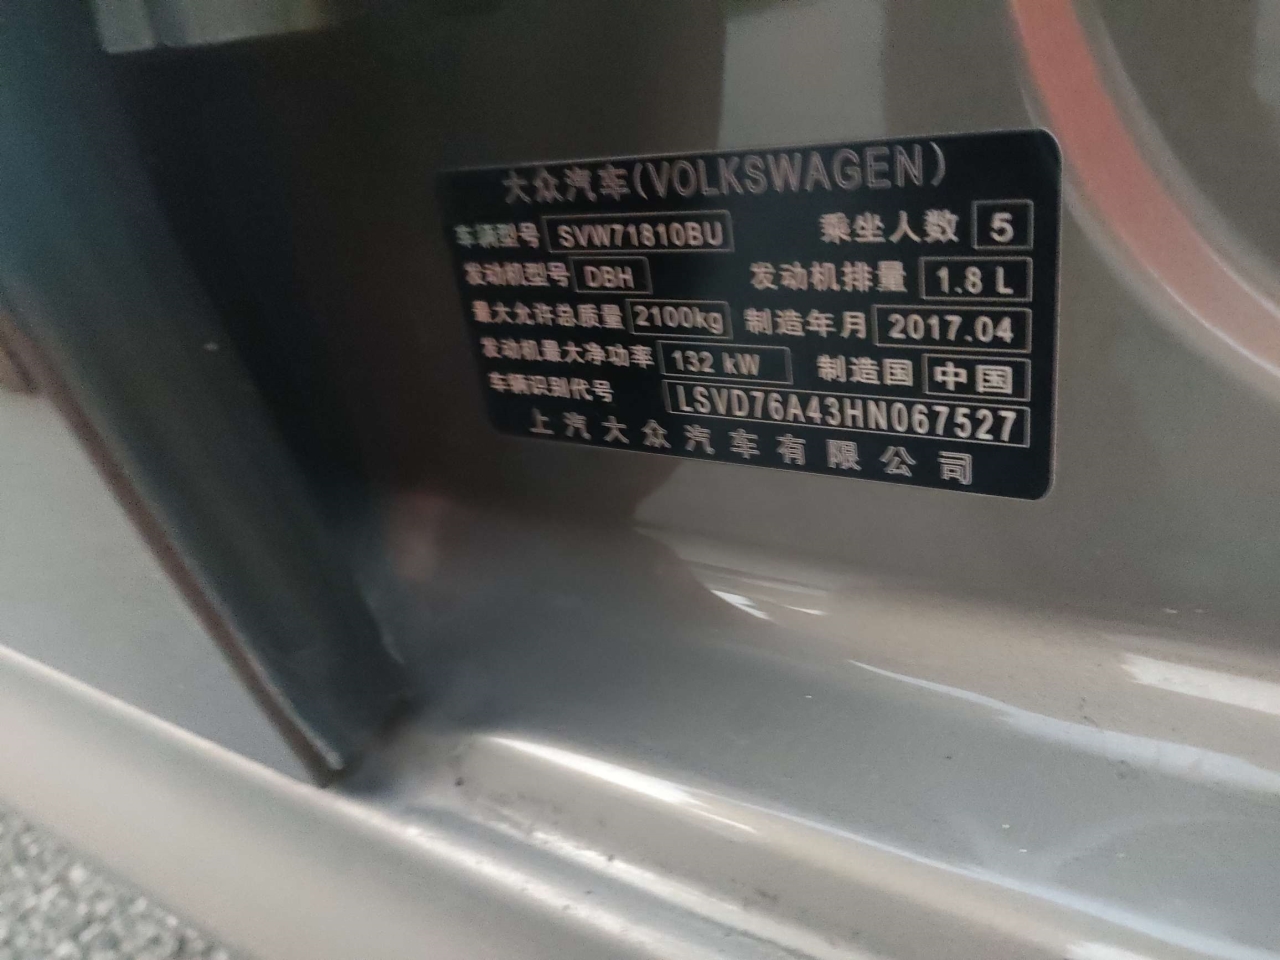 大众汽车(VOLKSWAGEN)
车辆型号 SVW71810BU 乘坐人数 5
发动机型号 DBH 发动机排量 1.8 L
最大允许总质量 2100kg 制造年月 2017.04
发动机最大净功率 132 kW 制造国 中国
车辆识别代号 LSVD76A43HN067527
上汽大众汽车有限公司